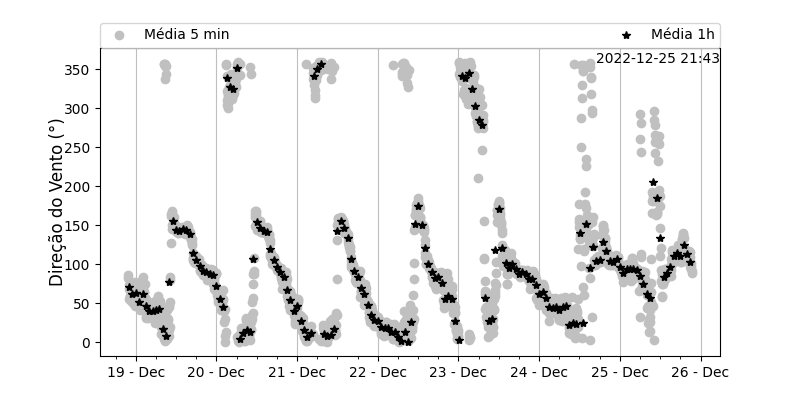 Média 5 min
Média 1h
2022-12-25 21:43
Direção do Vento (°)
350
300
250
200
150
100
50
0
19 - Dec
20 - Dec
21 - Dec
22 - Dec
23 - Dec
24 - Dec
25 - Dec
26 - Dec